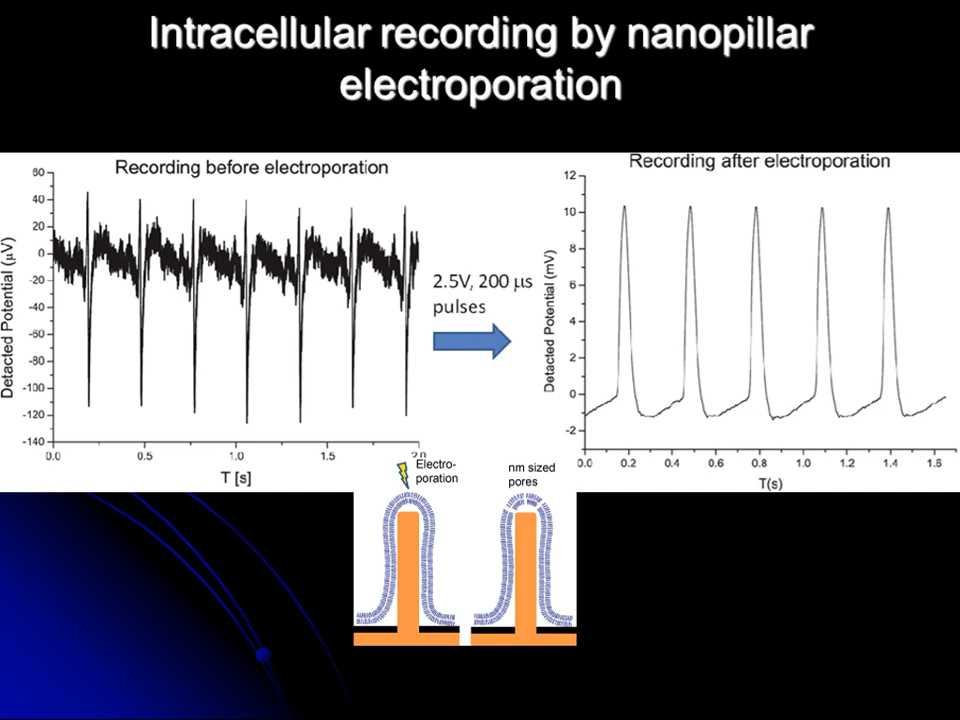 Intracellular recording by nanopillar
electroporation
Recording before electroporation
60
40
20
0
-20
-40
-60
-80
-100
-120
-140
Detacted Potential (µV)
0.0 0.5 1.0 1.5 2.0
T [s]
2.5V, 200 µs
pulses
Recording after electroporation
12
10
8
6
4
2
0
-2
Detacted Potential (mV)
0.0 0.2 0.4 0.6 0.8 1.0 1.2 1.4 1.6
T(s)
Electro-
poration
nm sized
pores